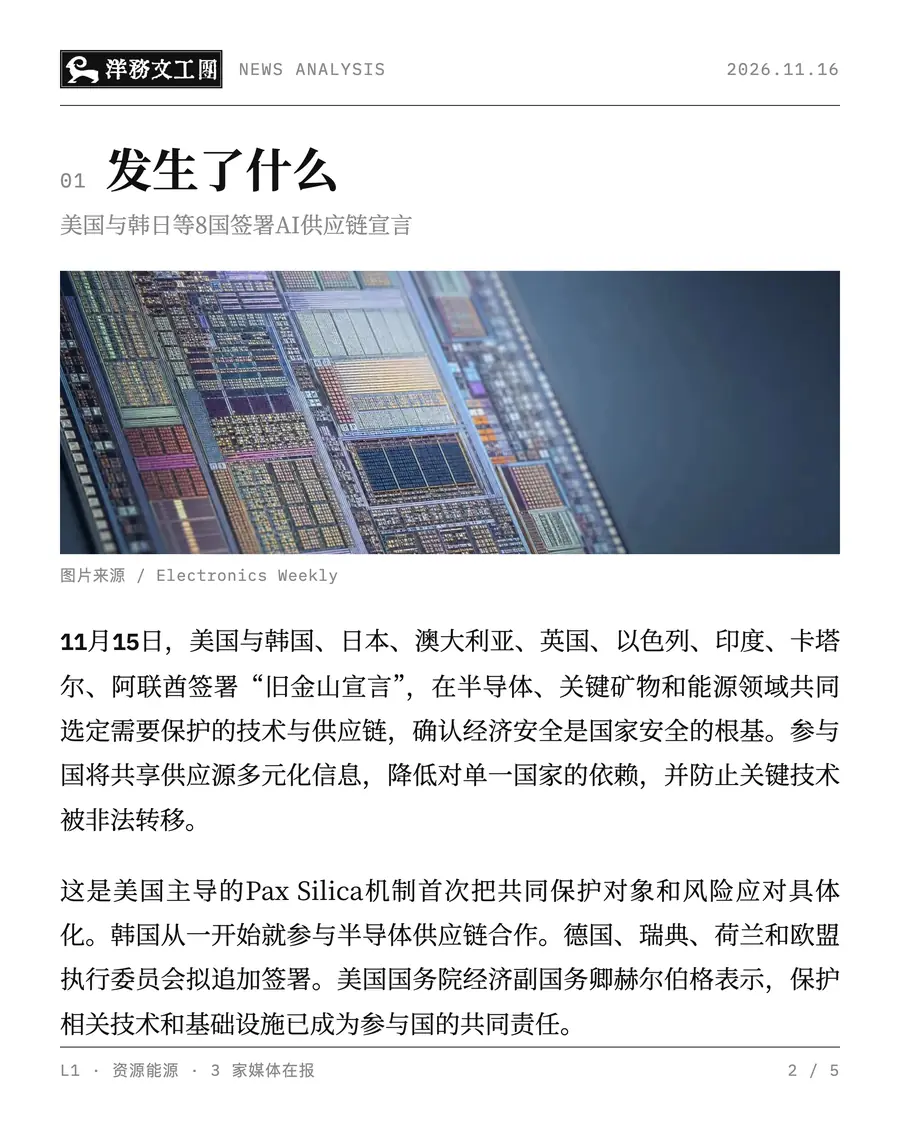 洋務文工團 NEWS ANALYSIS 2026.11.16
01 发生了什么
美国与韩日等8国签署AI供应链宣言
图片来源 / Electronics Weekly
11月15日，美国与韩国、日本、澳大利亚、英国、以色列、印度、卡塔
尔、阿联酋签署“旧金山宣言”，在半导体、关键矿物和能源领域共同
选定需要保护的技术与供应链，确认经济安全是国家安全的根基。参与
国将共享供应源多元化信息，降低对单一国家的依赖，并防止关键技术
被非法转移。
这是美国主导的Pax Silica机制首次把共同保护对象和风险应对具体
化。韩国从一开始就参与半导体供应链合作。德国、瑞典、荷兰和欧盟
执行委员会拟追加签署。美国国务院经济副国务卿赫尔伯格表示，保护
相关技术和基础设施已成为参与国的共同责任。
L1 · 资源能源 · 3 家媒体在报 2 / 5